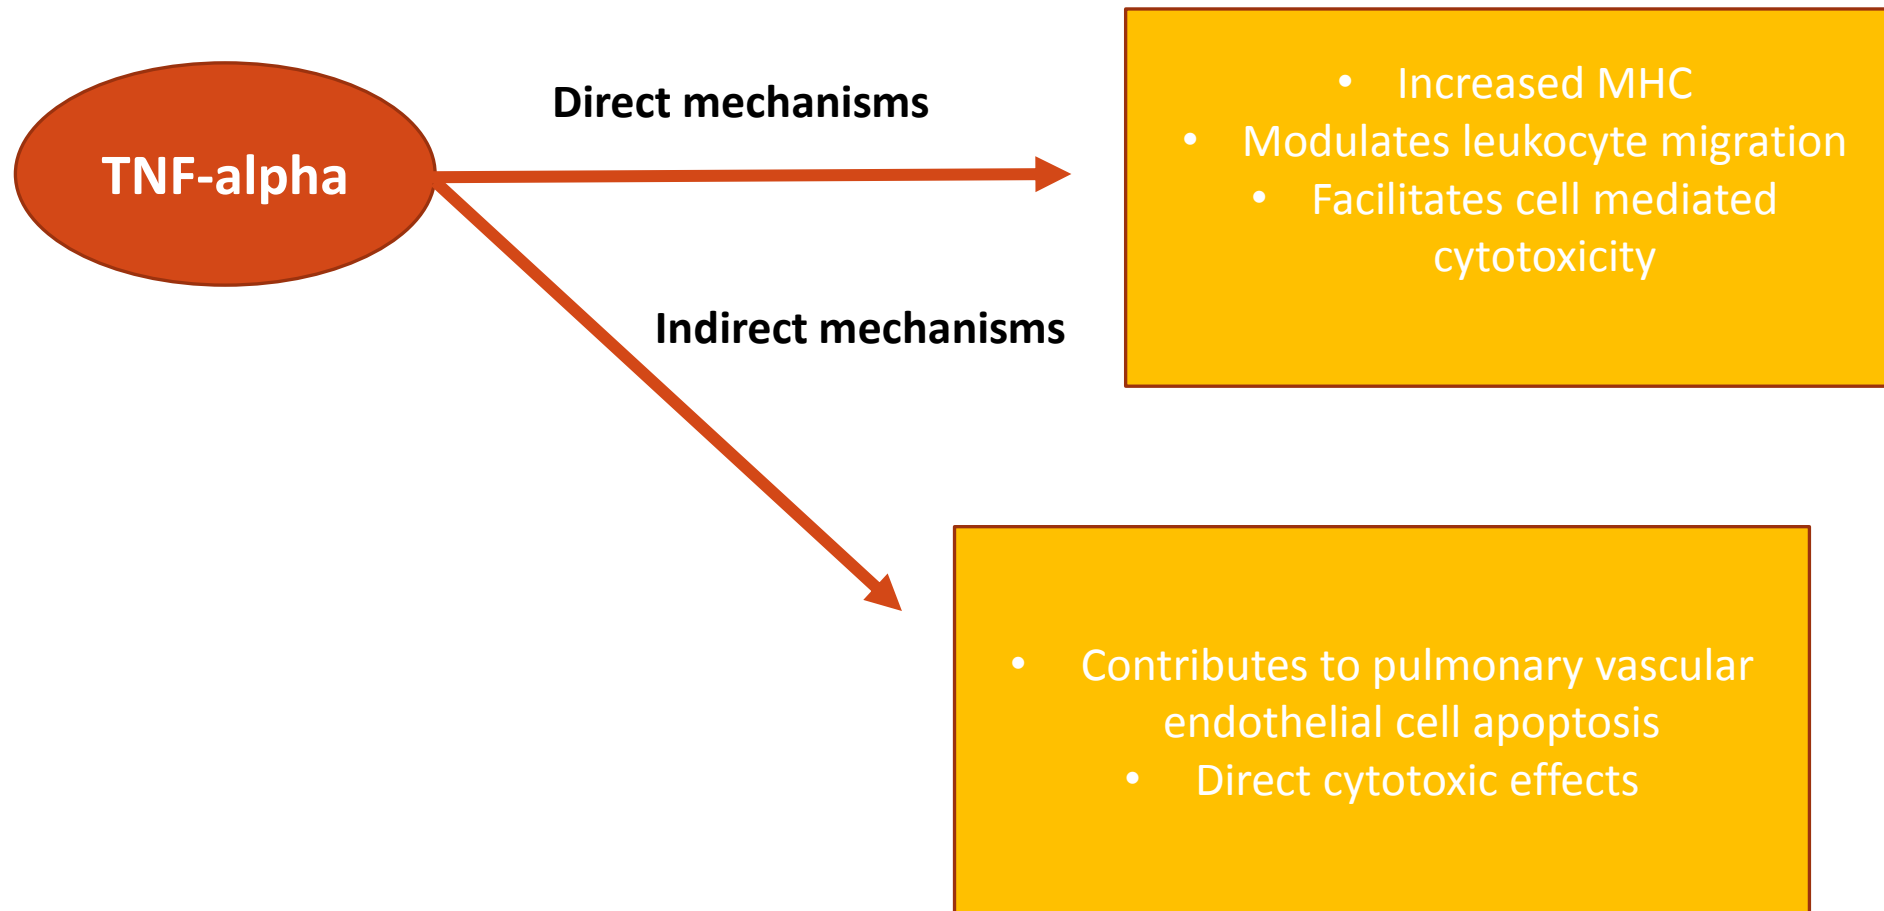 TNF-alpha
Direct mechanisms
• Increased MHC
• Modulates leukocyte migration
• Facilitates cell mediated
cytotoxicity
Indirect mechanisms
• Contributes to pulmonary vascular
endothelial cell apoptosis
• Direct cytotoxic effects